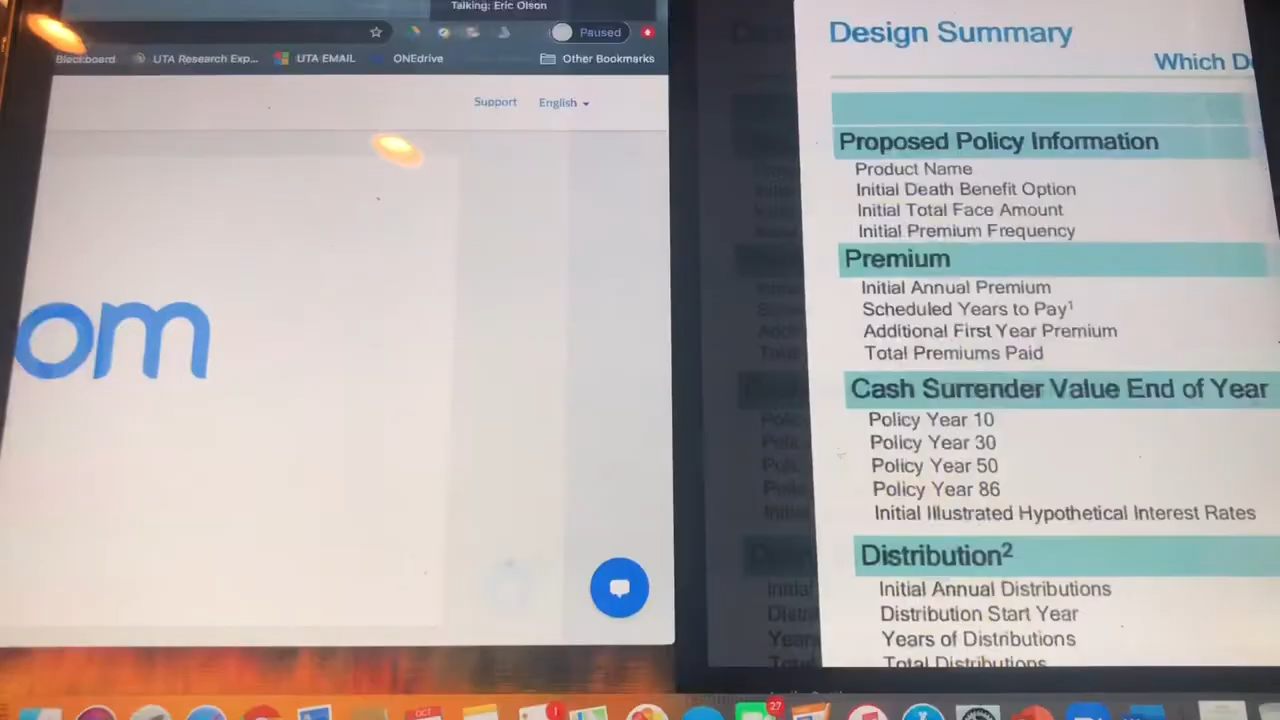 Talking: Eric Olson
Paused
Blackboard
UTA Research Exp...
UTA EMAIL
ONEdrive
Other Bookmarks
Support
English
om
Design Summary
Which D
Proposed Policy Information
Product Name
Initial Death Benefit Option
Initial Total Face Amount
Initial Premium Frequency
Premium
Initial Annual Premium
Scheduled Years to Pay¹
Additional First Year Premium
Total Premiums Paid
Cash Surrender Value End of Year
Policy Year 10
Policy Year 30
Policy Year 50
Policy Year 86
Initial Illustrated Hypothetical Interest Rates
Distribution²
Initial Annual Distributions
Distribution Start Year
Years of Distributions
Total Distributions
OCT
1
27